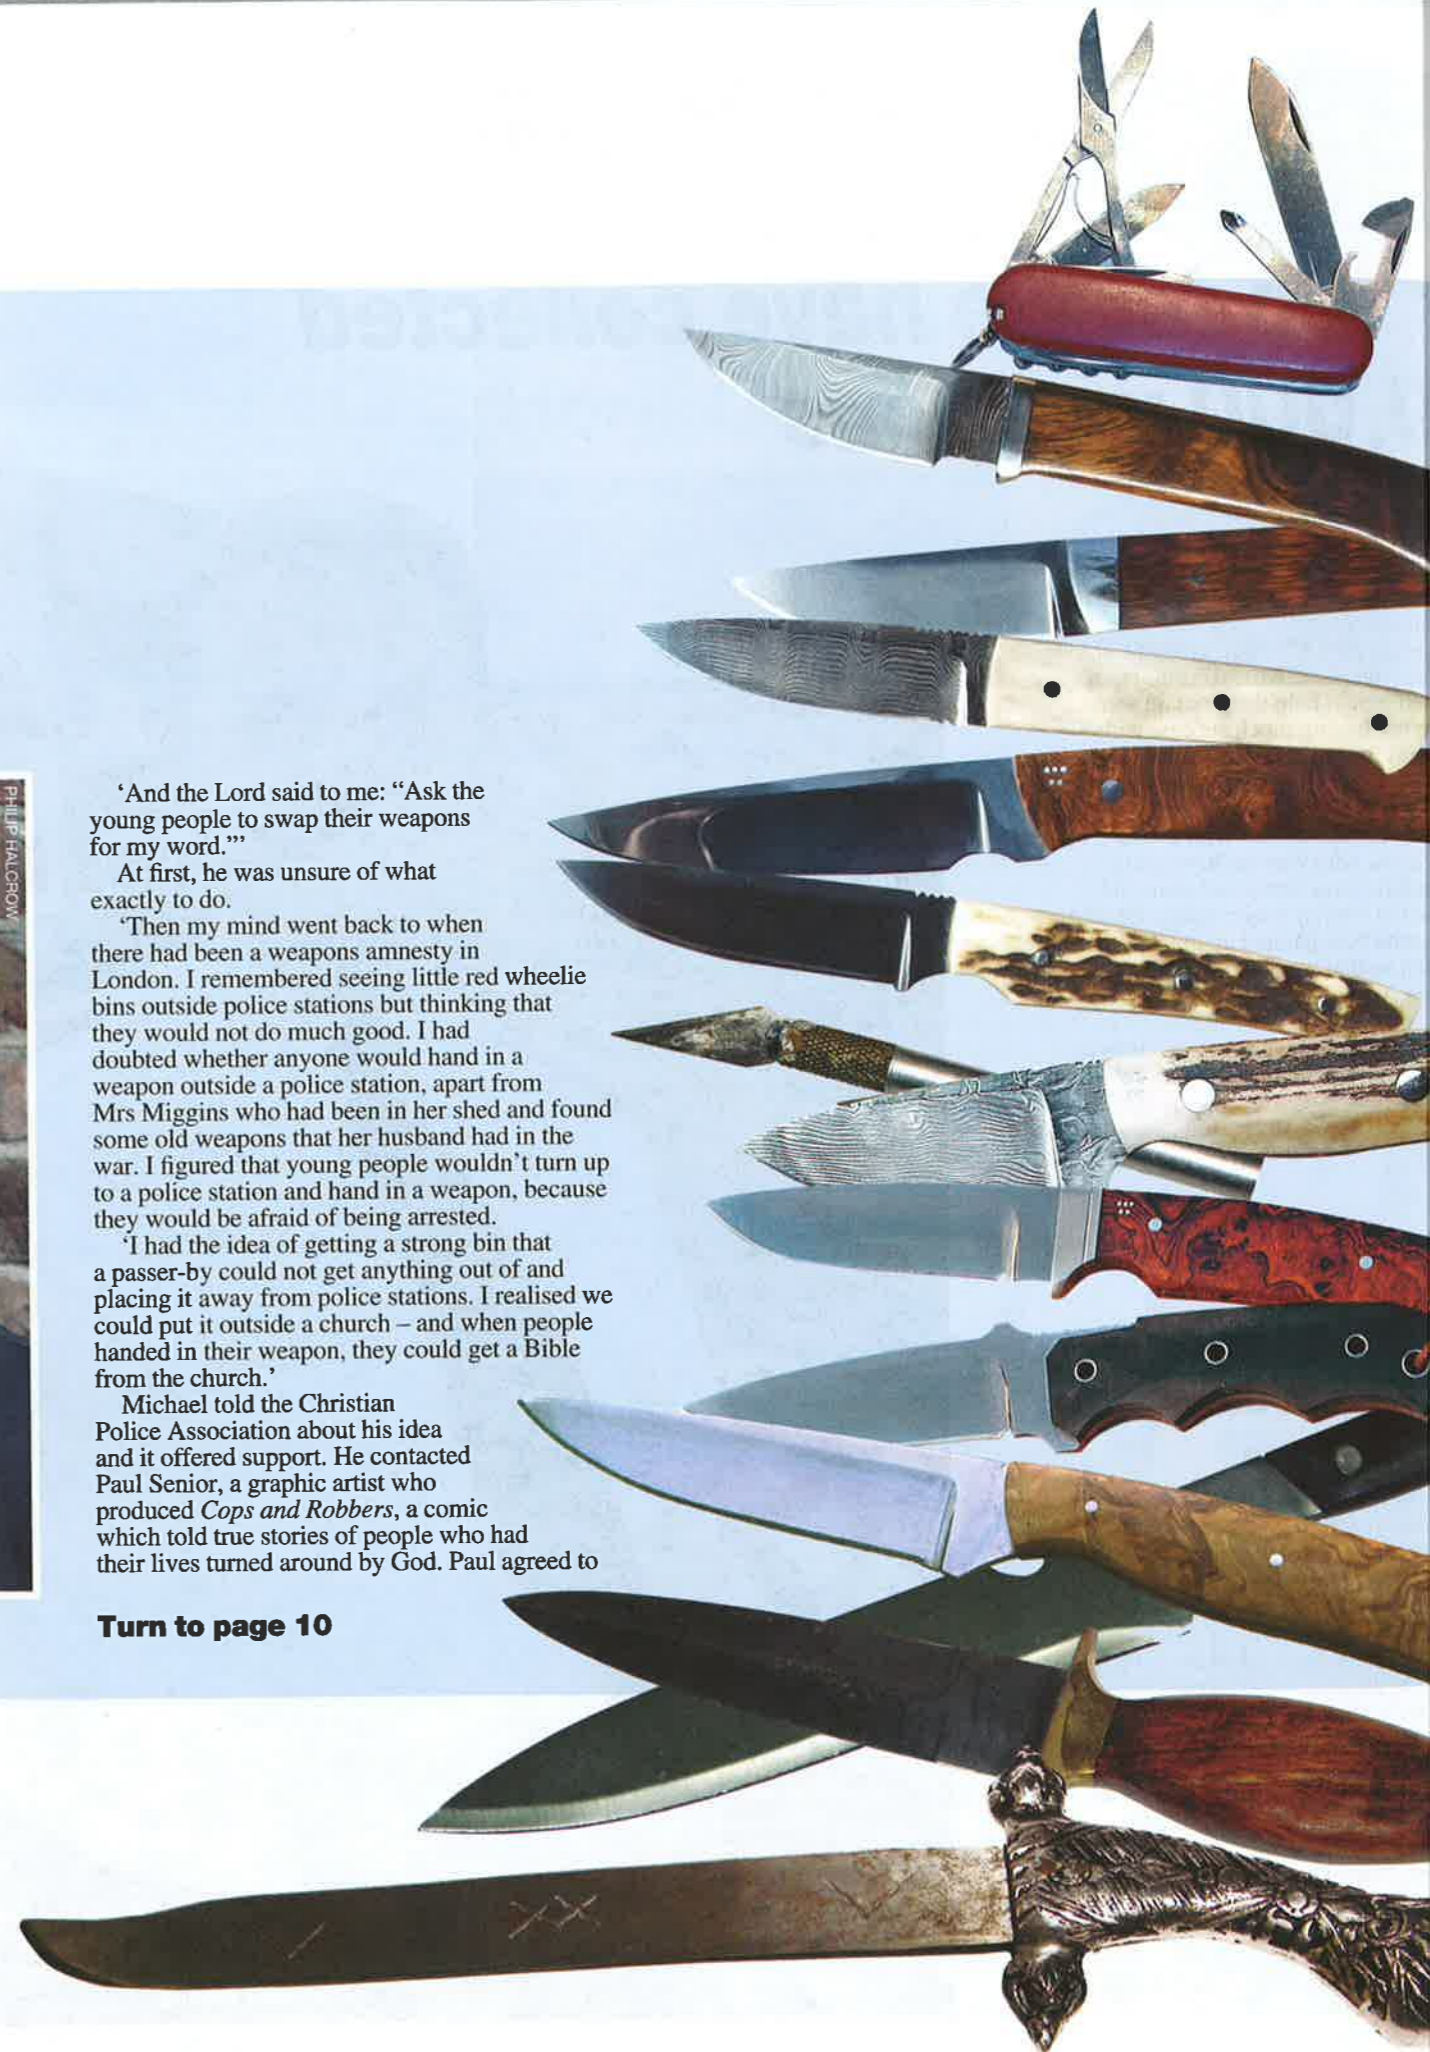 PHILIP HALCROW
‘And the Lord said to me: “Ask the
young people to swap their weapons
for my word.”’
At first, he was unsure of what
exactly to do.
‘Then my mind went back to when
there had been a weapons amnesty in
London. I remembered seeing little red wheelie
bins outside police stations but thinking that
they would not do much good. I had
doubted whether anyone would hand in a
weapon outside a police station, apart from
Mrs Miggins who had been in her shed and found
some old weapons that her husband had in the
war. I figured that young people wouldn’t turn up
to a police station and hand in a weapon, because
they would be afraid of being arrested.
‘I had the idea of getting a strong bin that
a passer-by could not get anything out of and
placing it away from police stations. I realised we
could put it outside a church – and when people
handed in their weapon, they could get a Bible
from the church.’
Michael told the Christian
Police Association about his idea
and it offered support. He contacted
Paul Senior, a graphic artist who
produced Cops and Robbers, a comic
which told true stories of people who had
their lives turned around by God. Paul agreed to
Turn to page 10